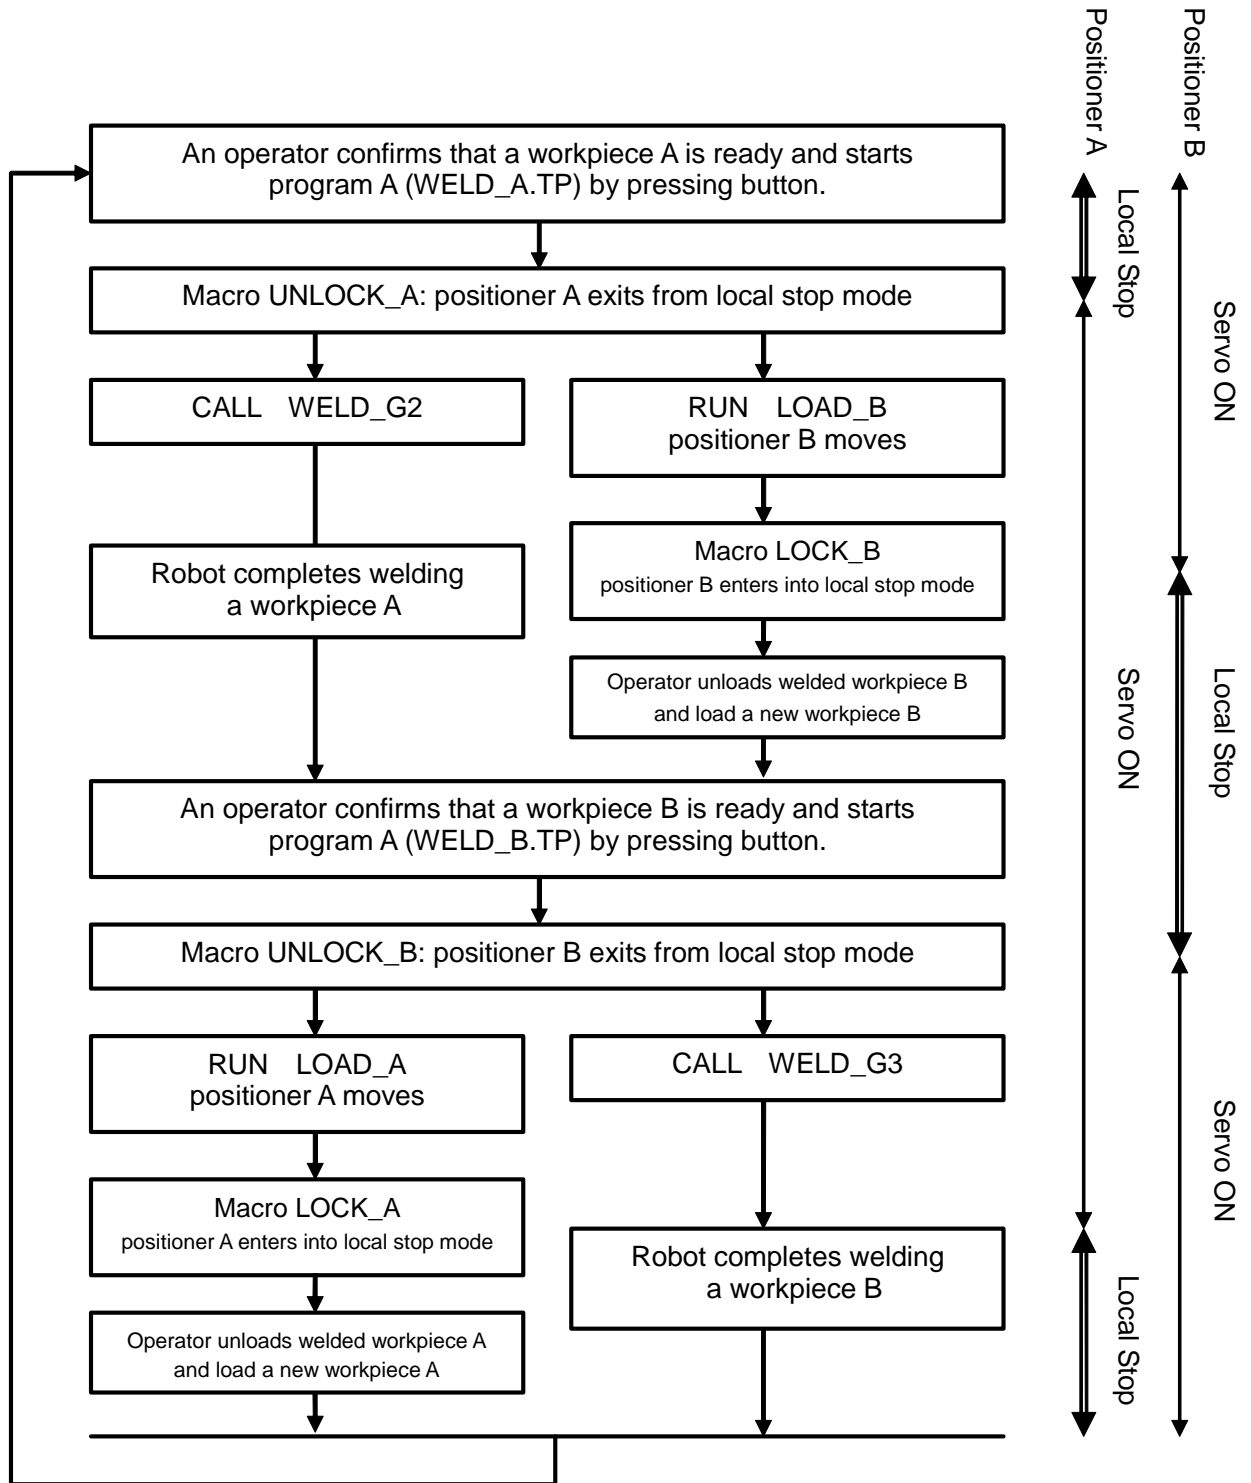 Positioner A
Positioner B
An operator confirms that a workpiece A is ready and starts
program A (WELD_A.TP) by pressing button.
Local Stop
Macro UNLOCK_A: positioner A exits from local stop mode
Servo ON
CALL WELD_G2
RUN LOAD_B
positioner B moves
Macro LOCK_B
positioner B enters into local stop mode
Robot completes welding
a workpiece A
Operator unloads welded workpiece B
and load a new workpiece B
Servo ON
Local Stop
An operator confirms that a workpiece B is ready and starts
program A (WELD_B.TP) by pressing button.
Macro UNLOCK_B: positioner B exits from local stop mode
RUN LOAD_A
positioner A moves
CALL WELD_G3
Servo ON
Macro LOCK_A
positioner A enters into local stop mode
Robot completes welding
a workpiece B
Operator unloads welded workpiece A
and load a new workpiece A
Local Stop